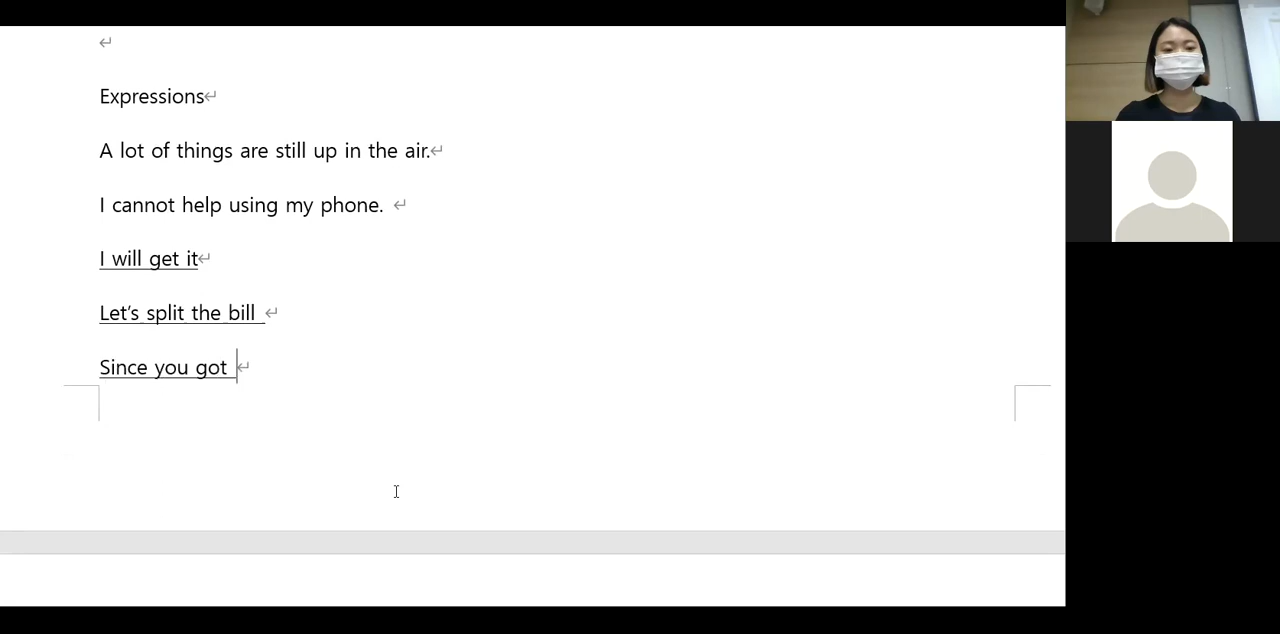 Expressions
A lot of things are still up in the air.
I cannot help using my phone.
I will get it
Let's split the bill
Since you got